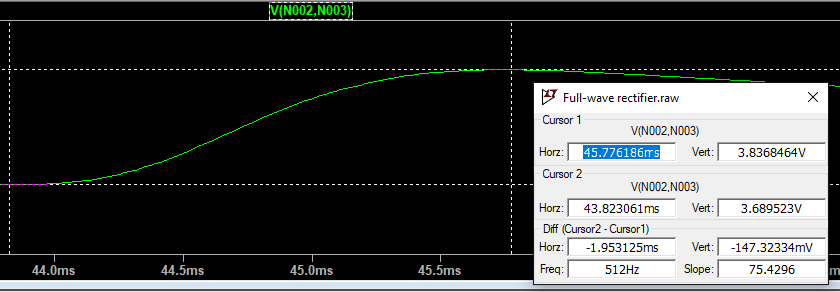 V(N002,N003)
Full-wave rectifier.raw
Cursor 1
V(N002,N003)
Horz: 45.776186ms Vert: 3.8368464V
Cursor 2
V(N002,N003)
Horz: 43.823061ms Vert: 3.689523V
Diff (Cursor2 - Cursor1)
Horz: -1.953125ms Vert: -147.32334mV
Freq: 512Hz Slope: 75.4296
44.0ms 44.5ms 45.0ms 45.5ms